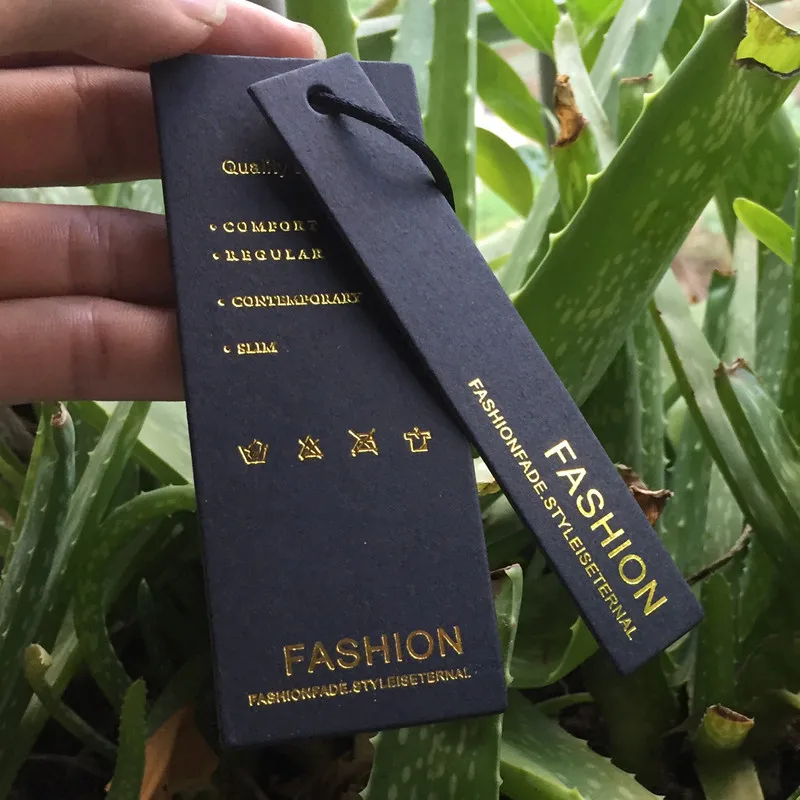 Quality
• COMFORT
• REGULAR
• CONTEMPORARY
• SLIM
FASHION
FASHIONFADE.STYLEISETERNAL
FASHION
FASHIONFADE.STYLEISETERNAL